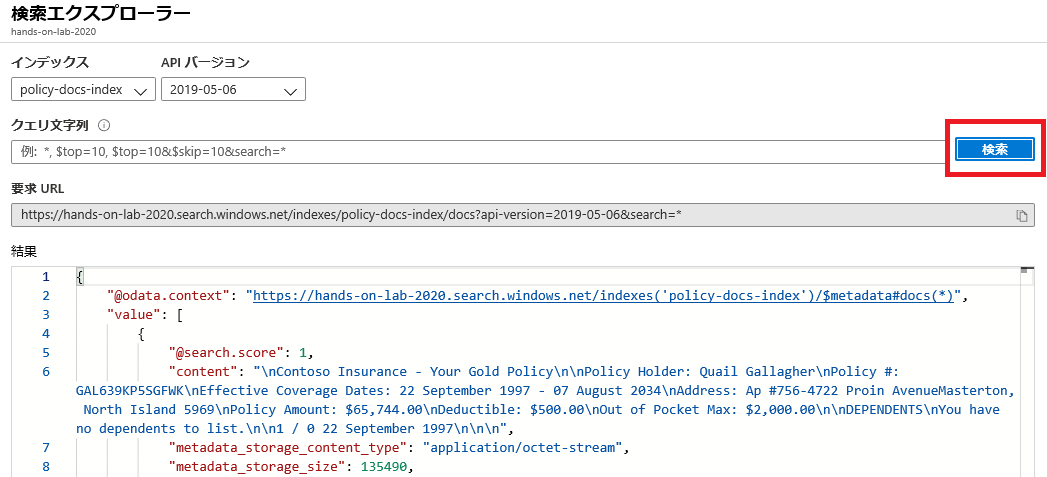 検索エクスプローラー
hands-on-lab-2020
インデックス API バージョン
policy-docs-index 2019-05-06
クエリ文字列
例: *, $top=10, $top=10&$skip=10&search=*
検索
要求 URL
https://hands-on-lab-2020.search.windows.net/indexes/policy-docs-index/docs?api-version=2019-05-06&search=*
結果
1 {
2 "@odata.context": "https://hands-on-lab-2020.search.windows.net/indexes('policy-docs-index')/$metadata#docs(*)",
3 "value": [
4 {
5 "@search.score": 1,
6 "content": "\nContoso Insurance - Your Gold Policy\n\nPolicy Holder: Quail Gallagher\nPolicy #:
GAL639KP5SGFWK\nEffective Coverage Dates: 22 September 1997 - 07 August 2034\nAddress: Ap #756-4722 Proin AvenueMasterton,
North Island 5969\nPolicy Amount: $65,744.00\nDeductible: $500.00\nOut of Pocket Max: $2,000.00\n\nDEPENDENTS\nYou have
no dependents to list.\n\n1 / 0 22 September 1997\n\n\n",
7 "metadata_storage_content_type": "application/octet-stream",
8 "metadata_storage_size": 135490,